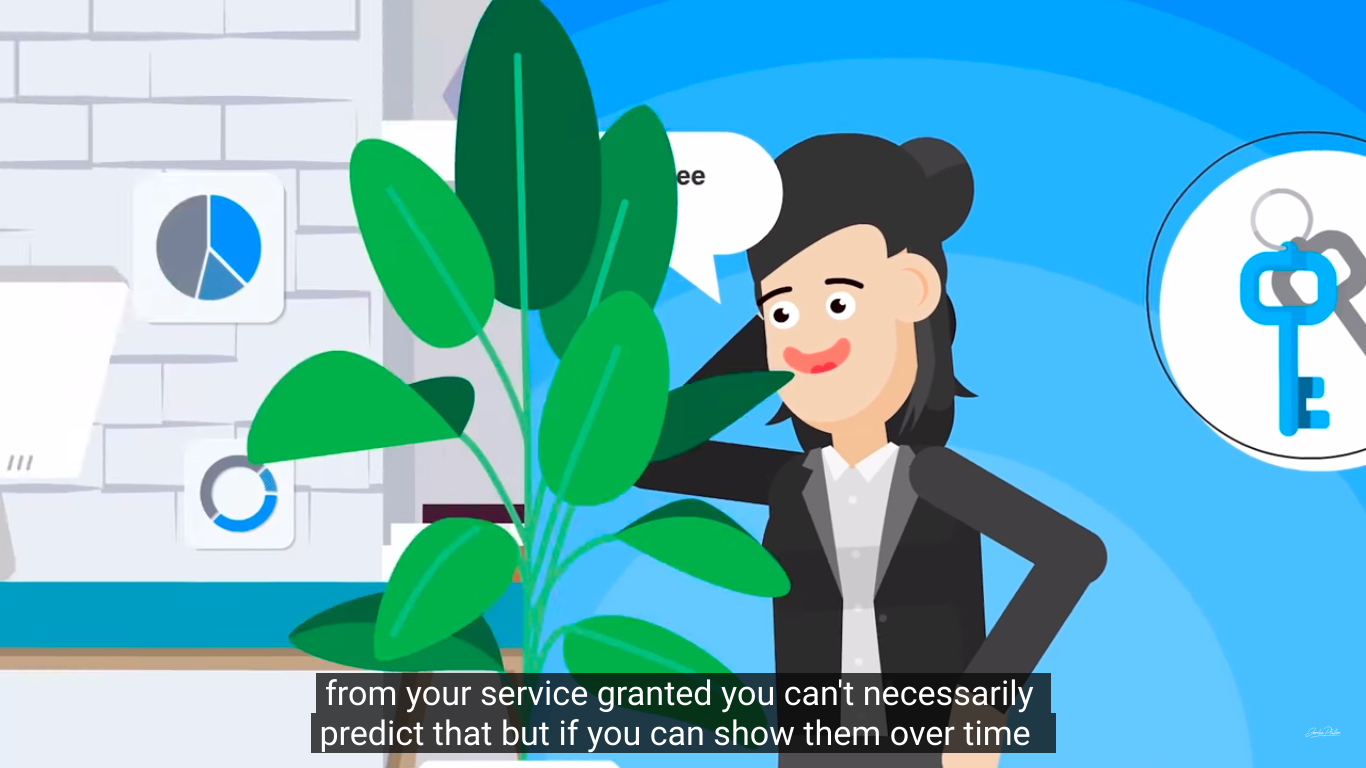 ee
from your service granted you can't necessarily
predict that but if you can show them over time